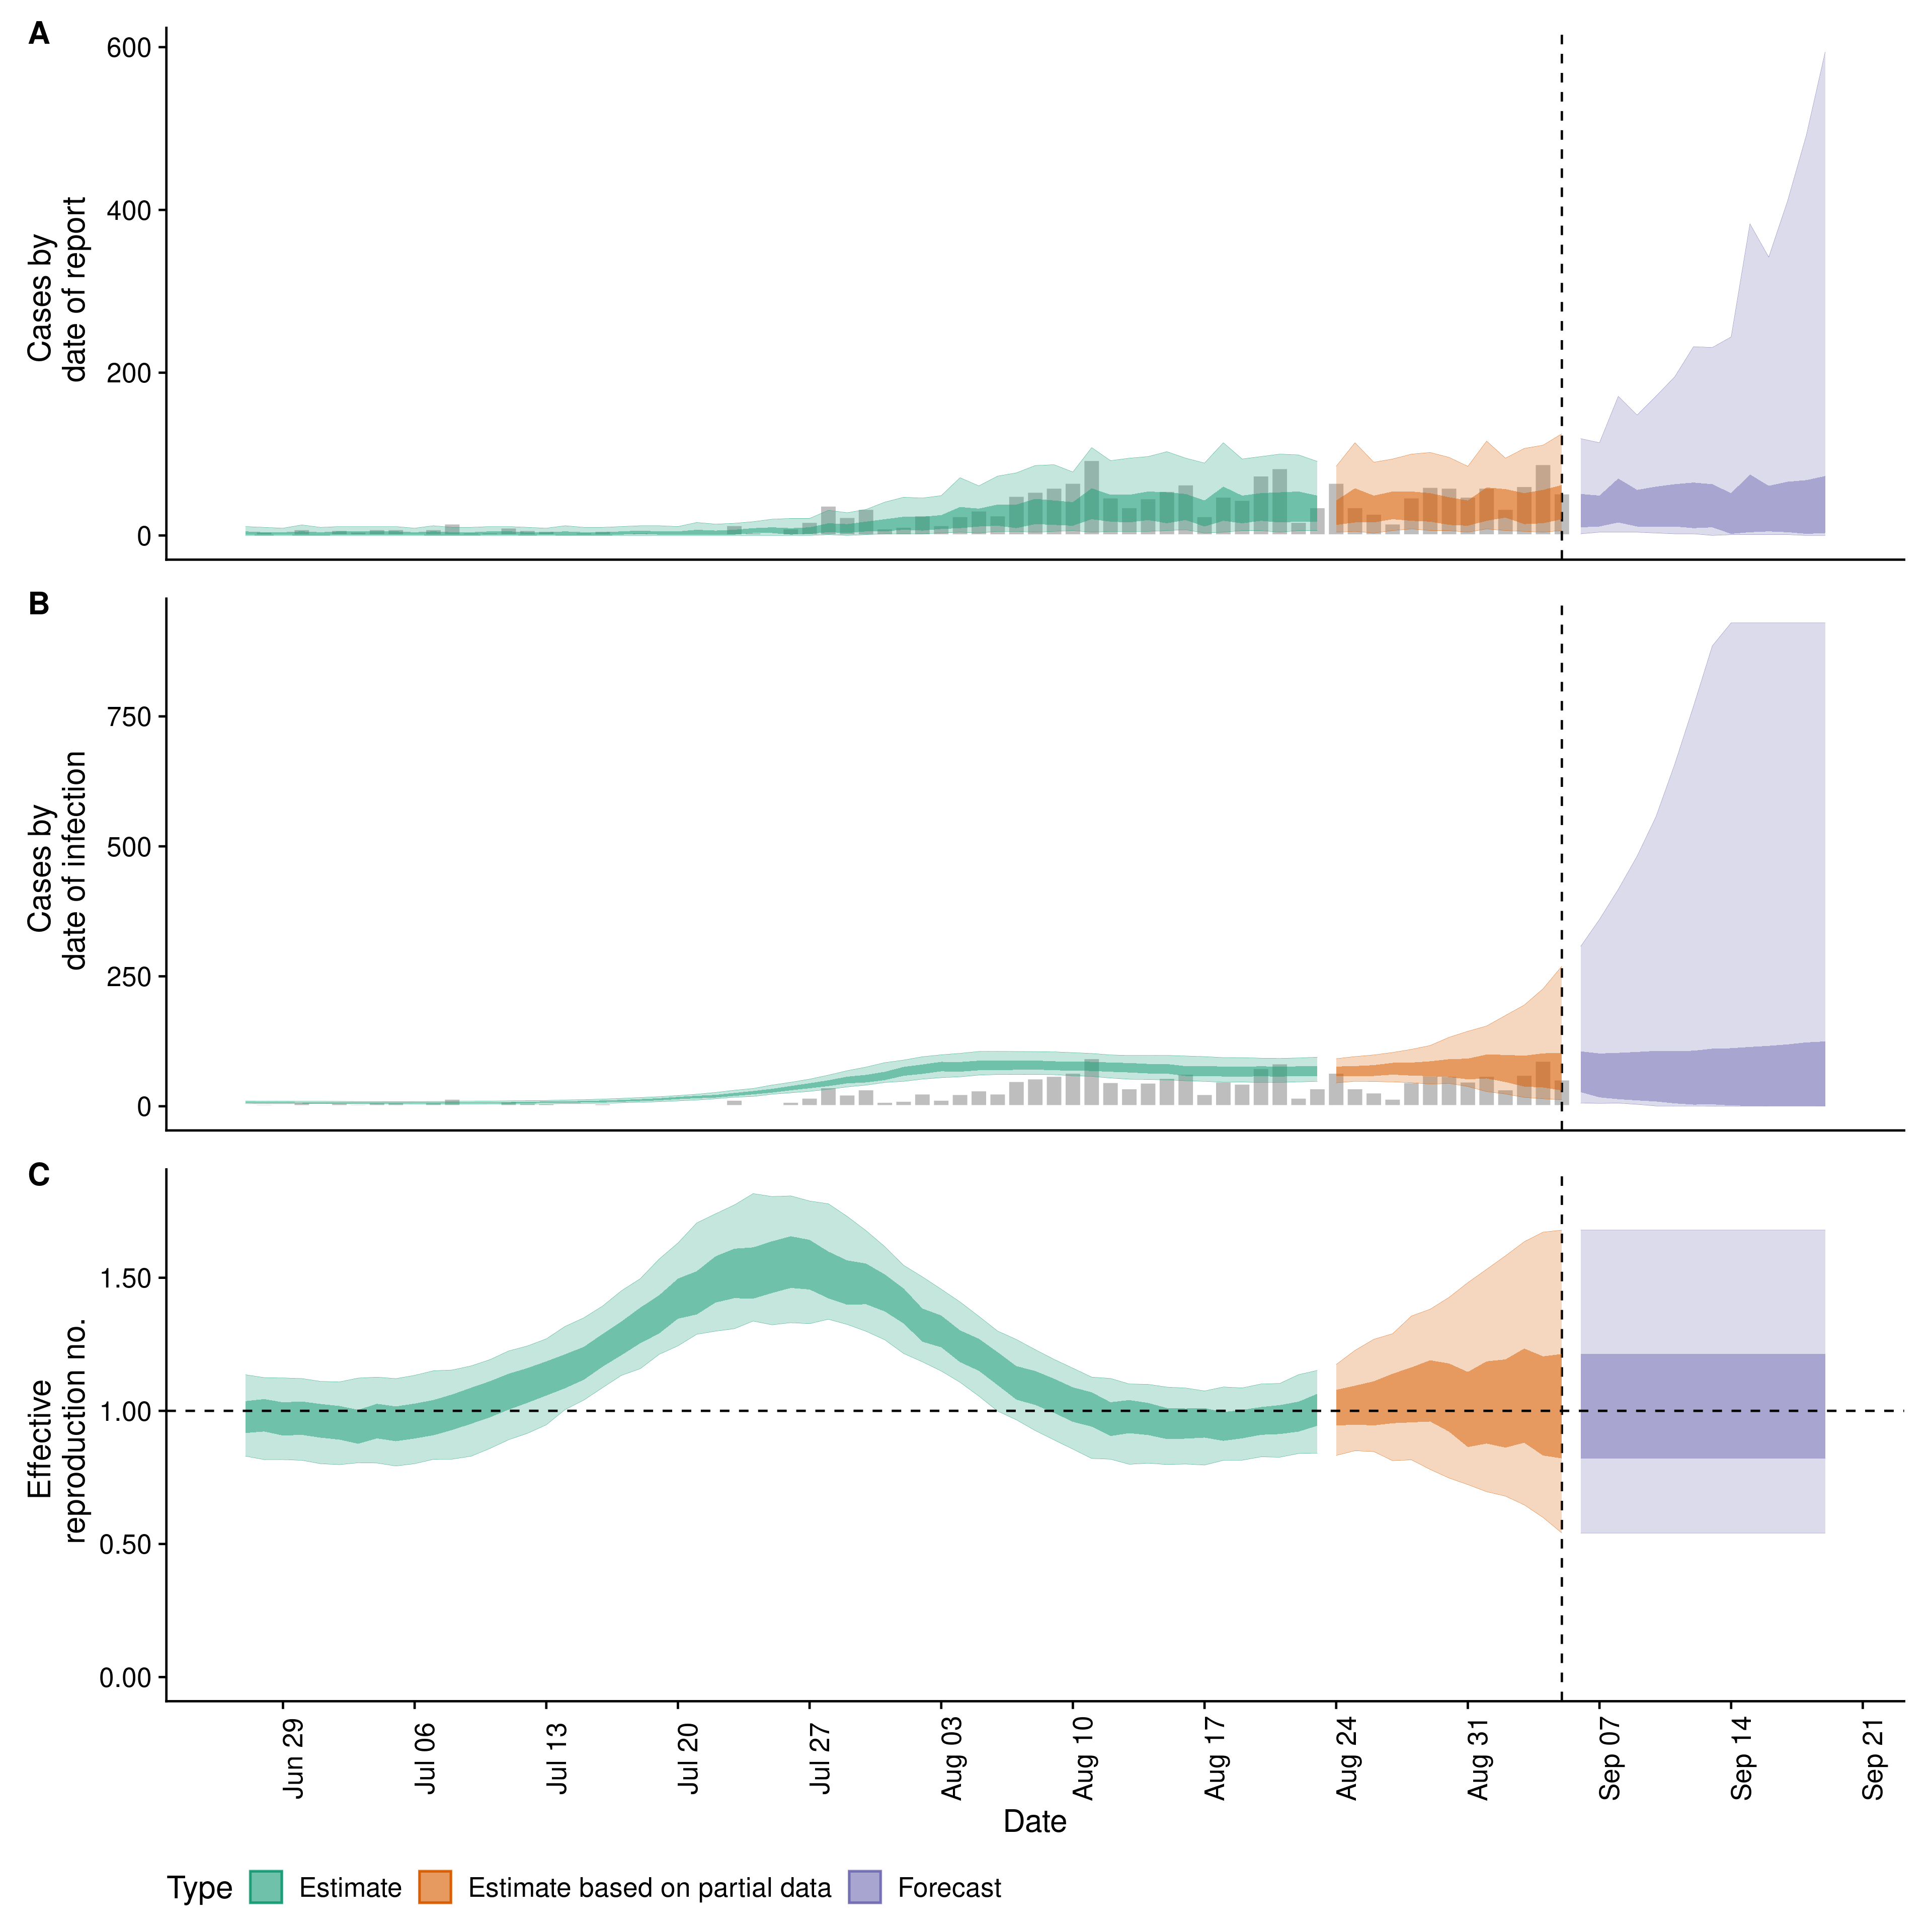 A
Cases by
date of report
600
400
200
0
B
Cases by
date of infection
750
500
250
0
C
Effective
reproduction no.
1.50
1.00
0.50
0.00
Jun 29
Jul 06
Jul 13
Jul 20
Jul 27
Aug 03
Aug 10
Aug 17
Aug 24
Aug 31
Sep 07
Sep 14
Sep 21
Date
Type Estimate Estimate based on partial data Forecast